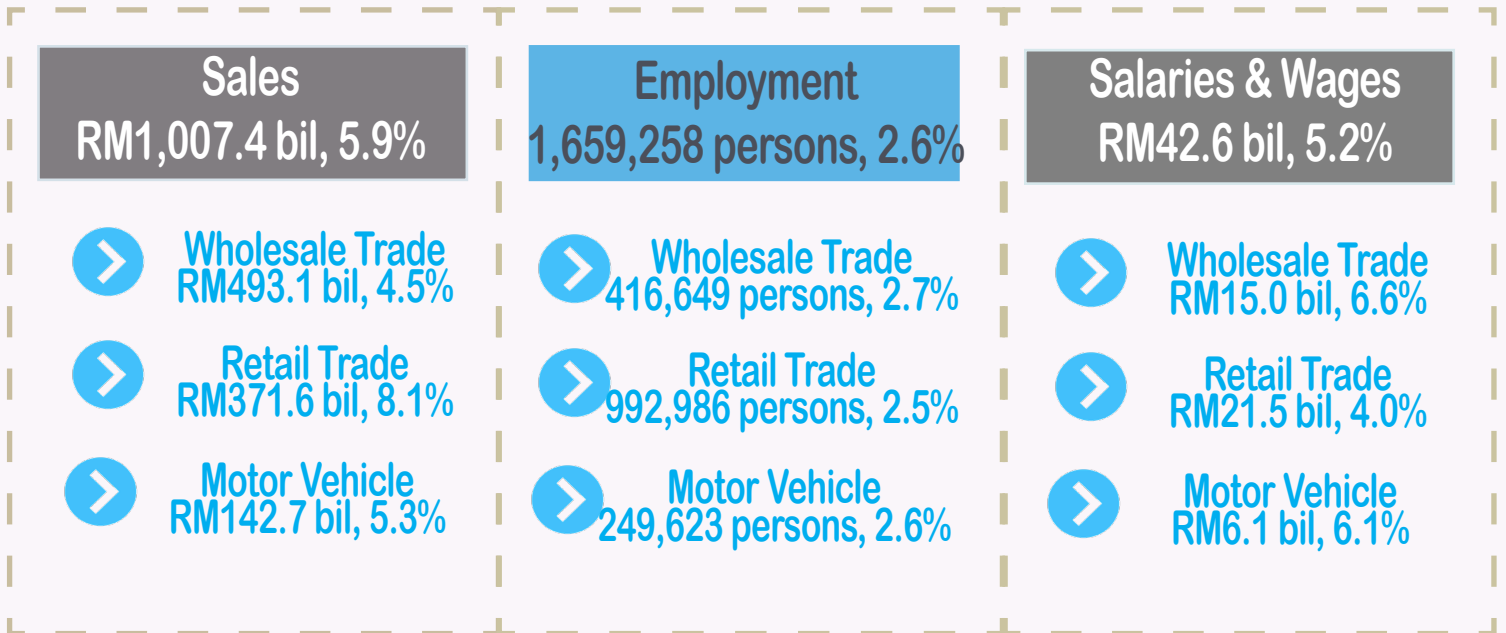 Sales
RM1,007.4 bil, 5.9%
Wholesale Trade
RM493.1 bil, 4.5%
Retail Trade
RM371.6 bil, 8.1%
Motor Vehicle
RM142.7 bil, 5.3%
Employment
1,659,258 persons, 2.6%
Wholesale Trade
416,649 persons, 2.7%
Retail Trade
992,986 persons, 2.5%
Motor Vehicle
249,623 persons, 2.6%
Salaries & Wages
RM42.6 bil, 5.2%
Wholesale Trade
RM15.0 bil, 6.6%
Retail Trade
RM21.5 bil, 4.0%
Motor Vehicle
RM6.1 bil, 6.1%